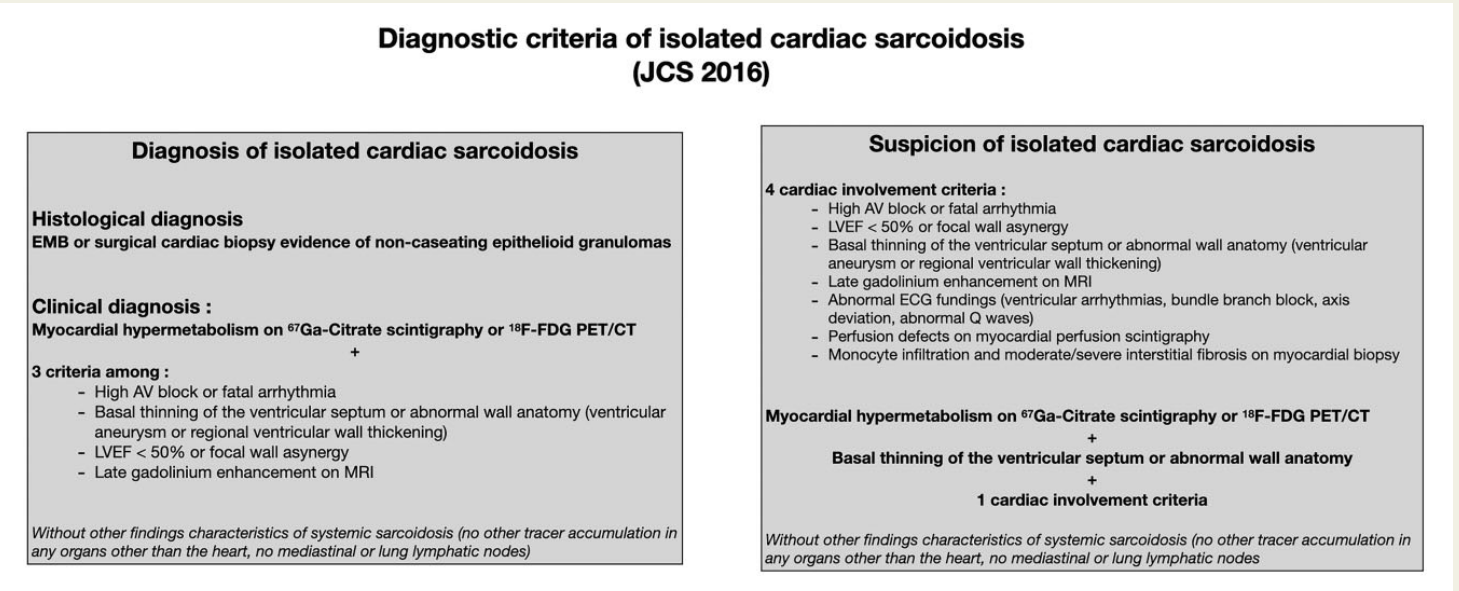 Diagnostic criteria of isolated cardiac sarcoidosis
(JCS 2016)
Diagnosis of isolated cardiac sarcoidosis
Histological diagnosis
EMB or surgical cardiac biopsy evidence of non-caseating epithelioid granulomas
Clinical diagnosis :
Myocardial hypermetabolism on ⁶⁷Ga-Citrate scintigraphy or ¹⁸F-FDG PET/CT
+
3 criteria among :
- High AV block or fatal arrhythmia
- Basal thinning of the ventricular septum or abnormal wall anatomy (ventricular
aneurysm or regional ventricular wall thickening)
- LVEF < 50% or focal wall asynergy
- Late gadolinium enhancement on MRI
Without other findings characteristics of systemic sarcoidosis (no other tracer accumulation in
any organs other than the heart, no mediastinal or lung lymphatic nodes)
Suspicion of isolated cardiac sarcoidosis
4 cardiac involvement criteria :
- High AV block or fatal arrhythmia
- LVEF < 50% or focal wall asynergy
- Basal thinning of the ventricular septum or abnormal wall anatomy (ventricular
aneurysm or regional ventricular wall thickening)
- Late gadolinium enhancement on MRI
- Abnormal ECG fundings (ventricular arrhythmias, bundle branch block, axis
deviation, abnormal Q waves)
- Perfusion defects on myocardial perfusion scintigraphy
- Monocyte infiltration and moderate/severe interstitial fibrosis on myocardial biopsy
Myocardial hypermetabolism on ⁶⁷Ga-Citrate scintigraphy or ¹⁸F-FDG PET/CT
+
Basal thinning of the ventricular septum or abnormal wall anatomy
+
1 cardiac involvement criteria
Without other findings characteristics of systemic sarcoidosis (no other tracer accumulation in
any organs other than the heart, no mediastinal or lung lymphatic nodes